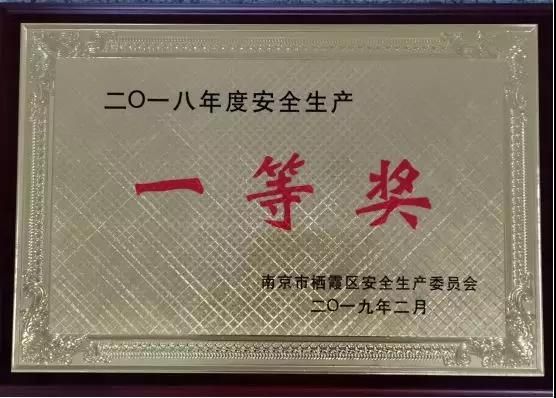 二〇一八年度安全生产
一等奖
南京市栖霞区安全生产委员会
二〇一九年二月